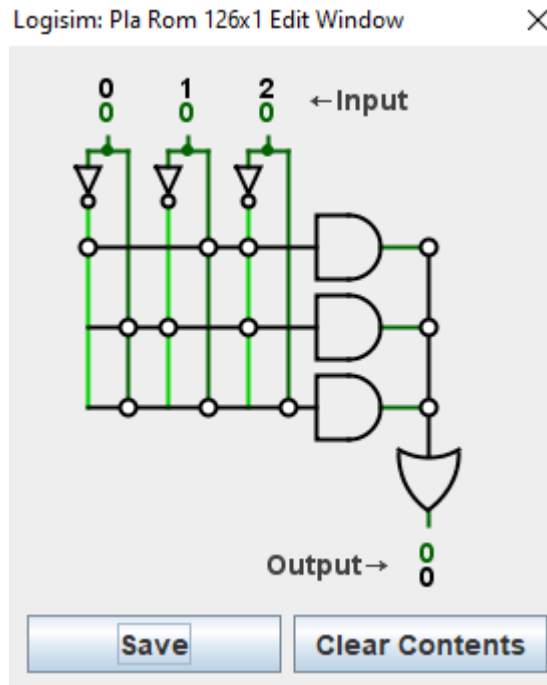 Logisim: Pla Rom 126x1 Edit Window
0 1 2
0 0 0
←Input
Output→
0
0
Save
Clear Contents